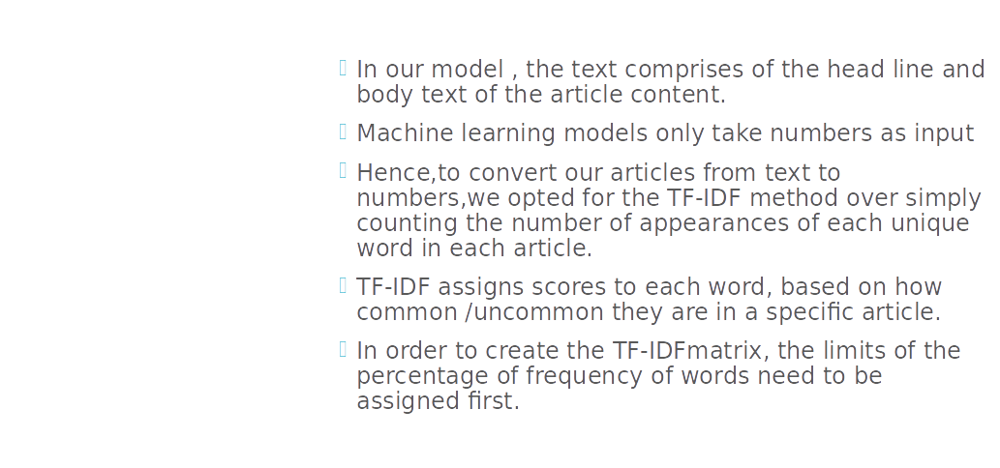 In our model , the text comprises of the head line and
body text of the article content.
Machine learning models only take numbers as input
Hence,to convert our articles from text to
numbers,we opted for the TF-IDF method over simply
counting the number of appearances of each unique
word in each article.
TF-IDF assigns scores to each word, based on how
common /uncommon they are in a specific article.
In order to create the TF-IDFmatrix, the limits of the
percentage of frequency of words need to be
assigned first.